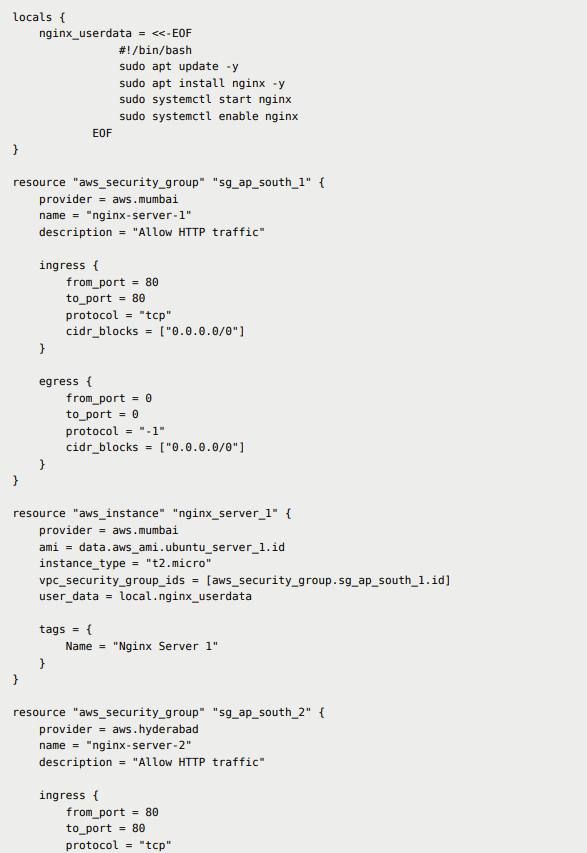 locals {
    nginx_userdata = <<-EOF
                #!/bin/bash
                sudo apt update -y
                sudo apt install nginx -y
                sudo systemctl start nginx
                sudo systemctl enable nginx
            EOF
}

resource "aws_security_group" "sg_ap_south_1" {
    provider = aws.mumbai
    name = "nginx-server-1"
    description = "Allow HTTP traffic"

    ingress {
        from_port = 80
        to_port = 80
        protocol = "tcp"
        cidr_blocks = ["0.0.0.0/0"]
    }

    egress {
        from_port = 0
        to_port = 0
        protocol = "-1"
        cidr_blocks = ["0.0.0.0/0"]
    }
}

resource "aws_instance" "nginx_server_1" {
    provider = aws.mumbai
    ami = data.aws_ami.ubuntu_server_1.id
    instance_type = "t2.micro"
    vpc_security_group_ids = [aws_security_group.sg_ap_south_1.id]
    user_data = local.nginx_userdata

    tags = {
        Name = "Nginx Server 1"
    }
}

resource "aws_security_group" "sg_ap_south_2" {
    provider = aws.hyderabad
    name = "nginx-server-2"
    description = "Allow HTTP traffic"

    ingress {
        from_port = 80
        to_port = 80
        protocol = "tcp"